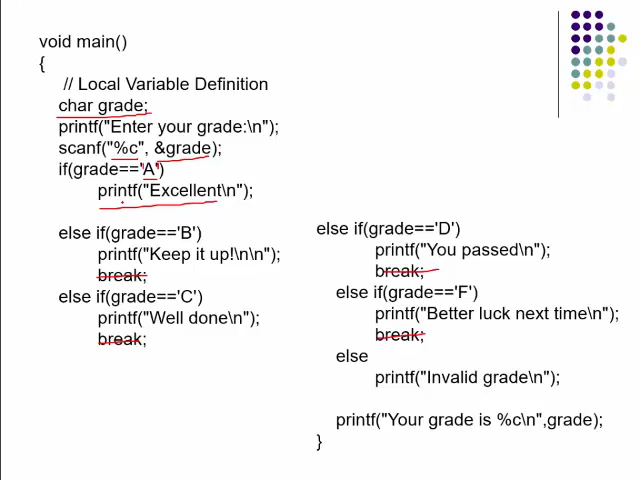 void main()
{
// Local Variable Definition
char grade;
printf("Enter your grade:\n");
scanf("%c", &grade);
if(grade=='A')
printf("Excellent\n");
else if(grade=='B')
printf("Keep it up!\n\n");
break;
else if(grade=='C')
printf("Well done\n");
break;
else if(grade=='D')
printf("You passed\n");
break;
else if(grade=='F')
printf("Better luck next time\n");
break;
else
printf("Invalid grade\n");
printf("Your grade is %c\n",grade);
}